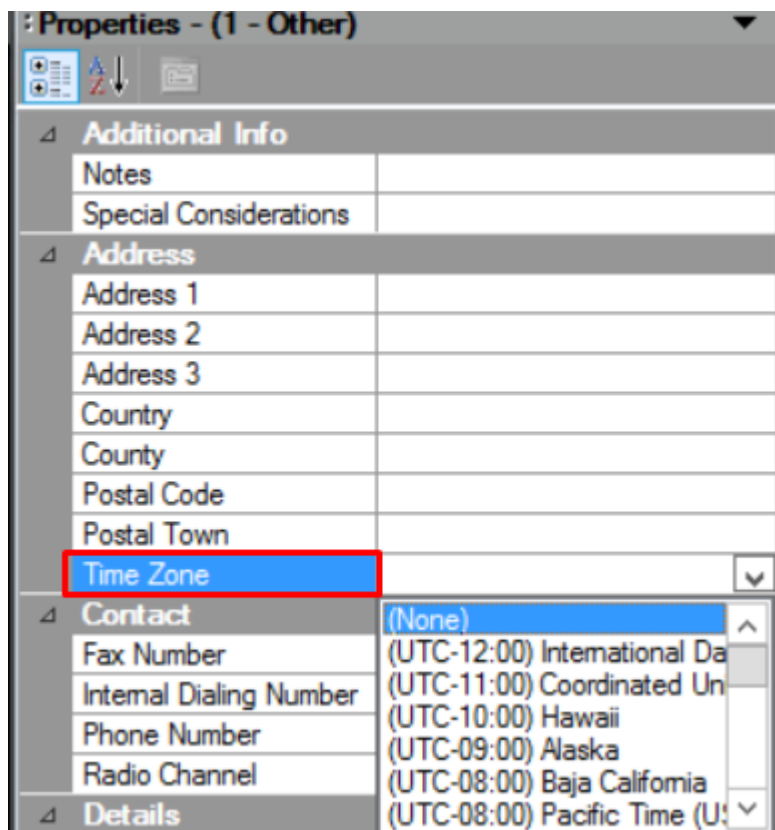 Properties - (1 - Other)
Additional Info
Notes
Special Considerations
Address
Address 1
Address 2
Address 3
Country
County
Postal Code
Postal Town
Time Zone
Contact
(None)
Fax Number
(UTC-12:00) International Da
Internal Dialing Number
(UTC-11:00) Coordinated Un
(UTC-10:00) Hawaii
Phone Number
(UTC-09:00) Alaska
Radio Channel
(UTC-08:00) Baja California
Details
(UTC-08:00) Pacific Time (US